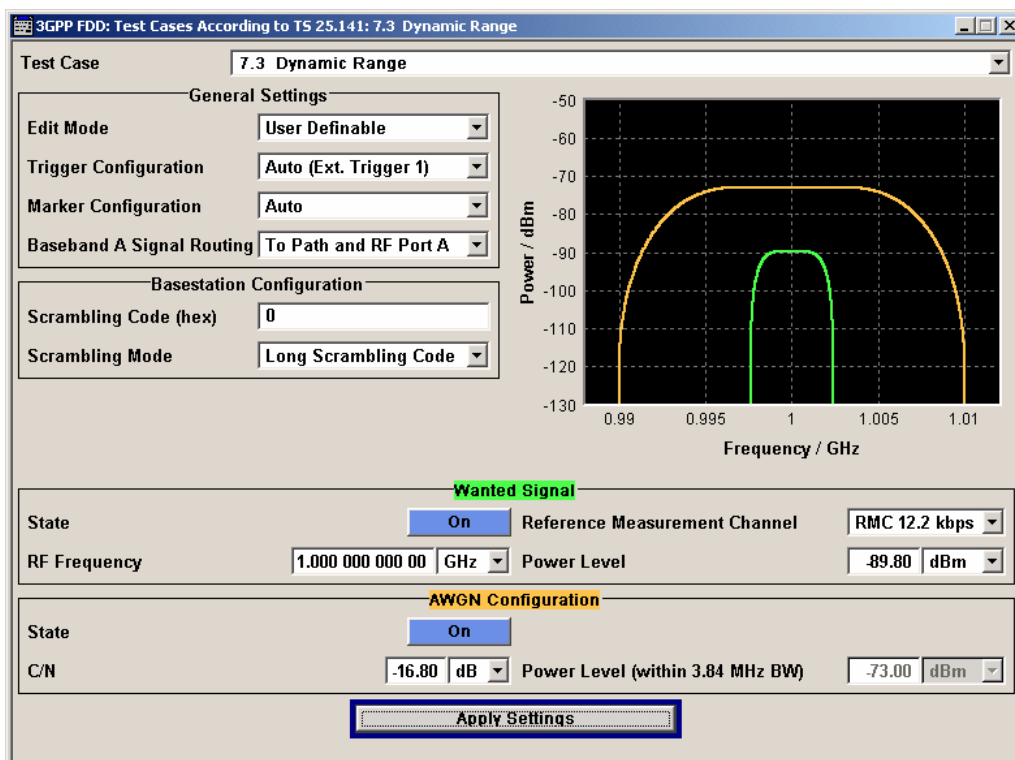 3GPP FDD: Test Cases According to TS 25.141: 7.3 Dynamic Range
Test Case 7.3 Dynamic Range
General Settings
Edit Mode User Definable
Trigger Configuration Auto (Ext. Trigger 1)
Marker Configuration Auto
Baseband A Signal Routing To Path and RF Port A
Basestation Configuration
Scrambling Code (hex) 0
Scrambling Mode Long Scrambling Code
Power / dBm
-50
-60
-70
-80
-90
-100
-110
-120
-130
0.99 0.995 1 1.005 1.01
Frequency / GHz
Wanted Signal
State On Reference Measurement Channel RMC 12.2 kbps
RF Frequency 1.000 000 000 00 GHz Power Level -89.80 dBm
AWGN Configuration
State On
C/N -16.80 dB Power Level (within 3.84 MHz BW) -73.00 dBm
Apply Settings